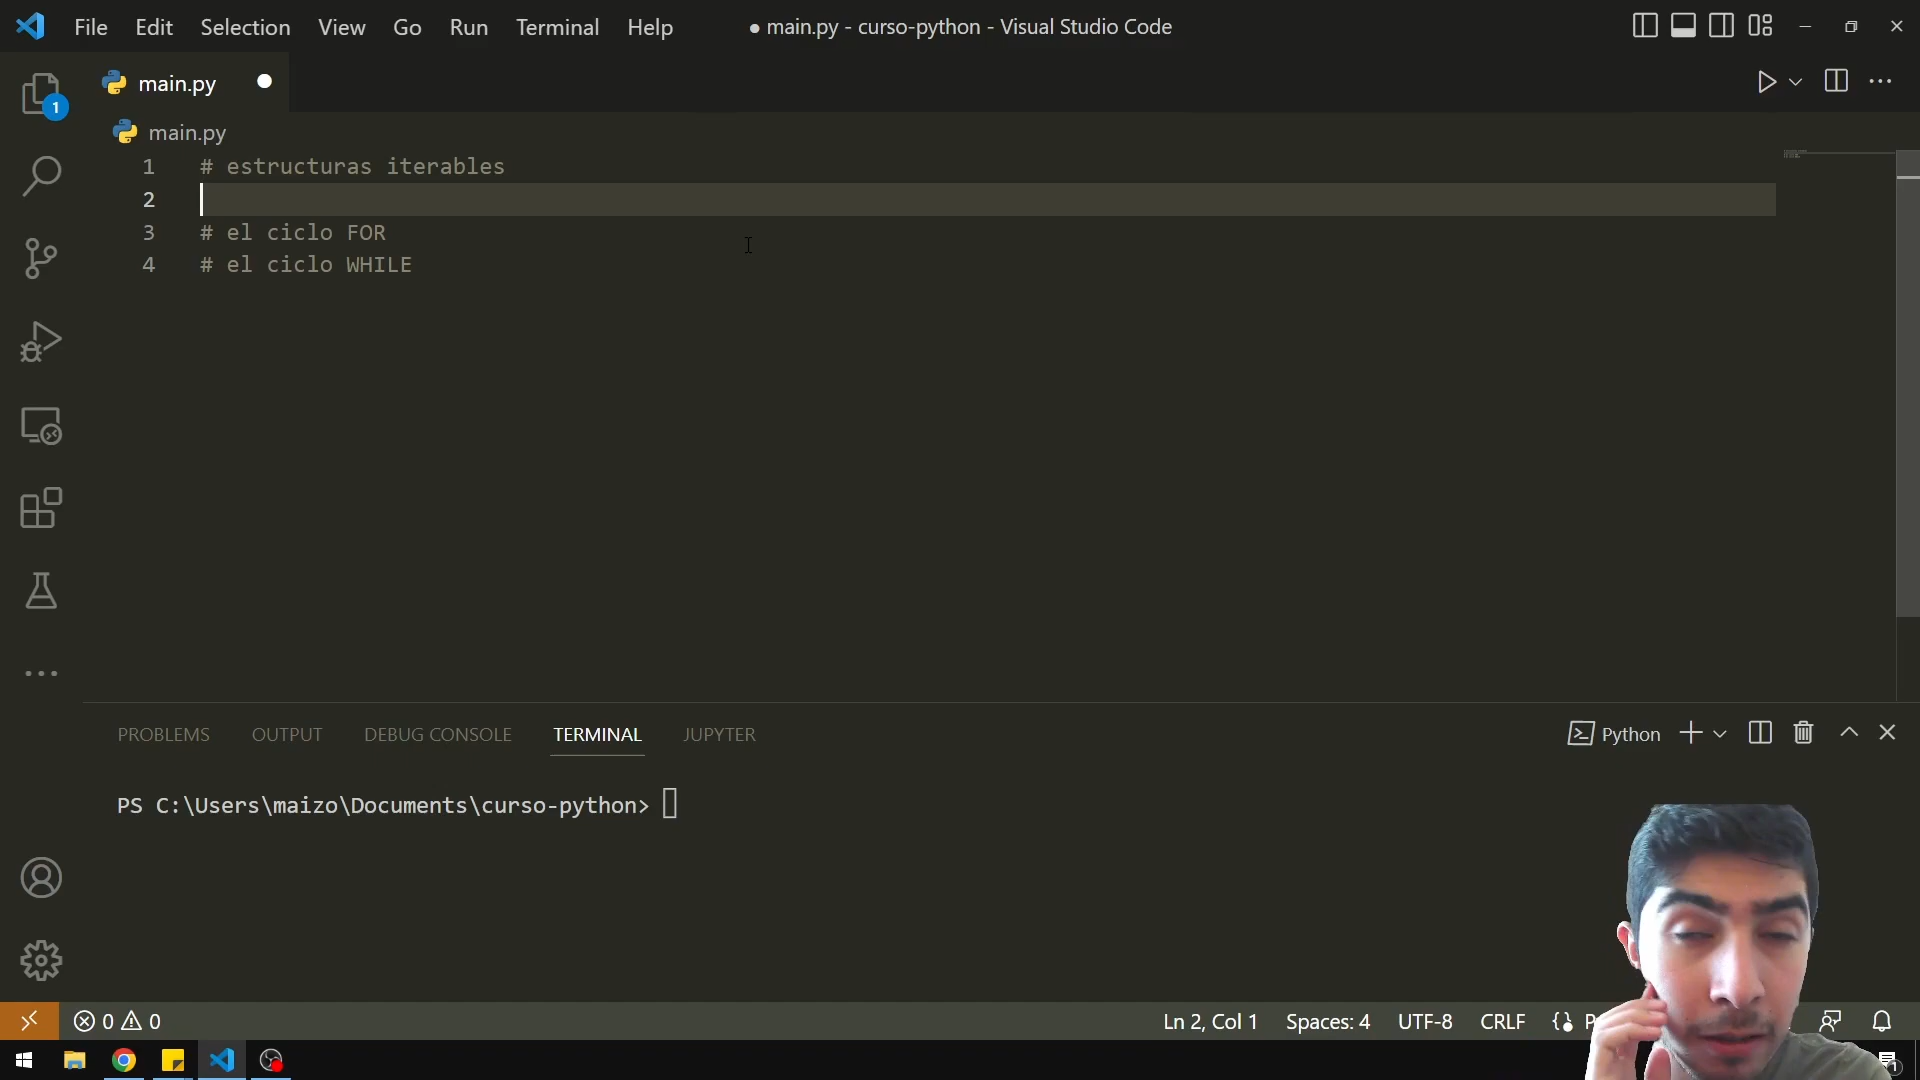 File Edit Selection View Go Run Terminal Help
● main.py - curso-python - Visual Studio Code
main.py
1
main.py
1 # estructuras iterables
2
3 # el ciclo FOR
4 # el ciclo WHILE
PROBLEMS OUTPUT DEBUG CONSOLE TERMINAL JUPYTER
Python
PS C:\Users\maizo\Documents\curso-python>
0 0
Ln 2, Col 1 Spaces: 4 UTF-8 CRLF
1